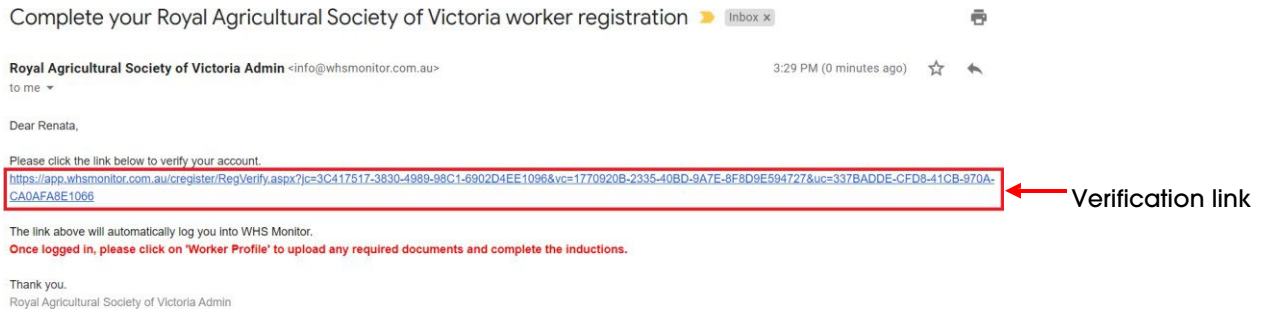 Complete your Royal Agricultural Society of Victoria worker registration Inbox x
Royal Agricultural Society of Victoria Admin <info@whsmonitor.com.au> 3:29 PM (0 minutes ago)
to me
Dear Renata,
Please click the link below to verify your account.
https://app.whsmonitor.com.au/cregister/RegVerify.aspx?jc=3C417517-3830-4989-98C1-6902D4EE1096&vc=1770920B-2335-40BD-9A7E-8F8D9E594727&uc=337BADDE-CFD8-41CB-970A-
CA0AFA8E1066
Verification link
The link above will automatically log you into WHS Monitor.
Once logged in, please click on 'Worker Profile' to upload any required documents and complete the inductions.
Thank you.
Royal Agricultural Society of Victoria Admin